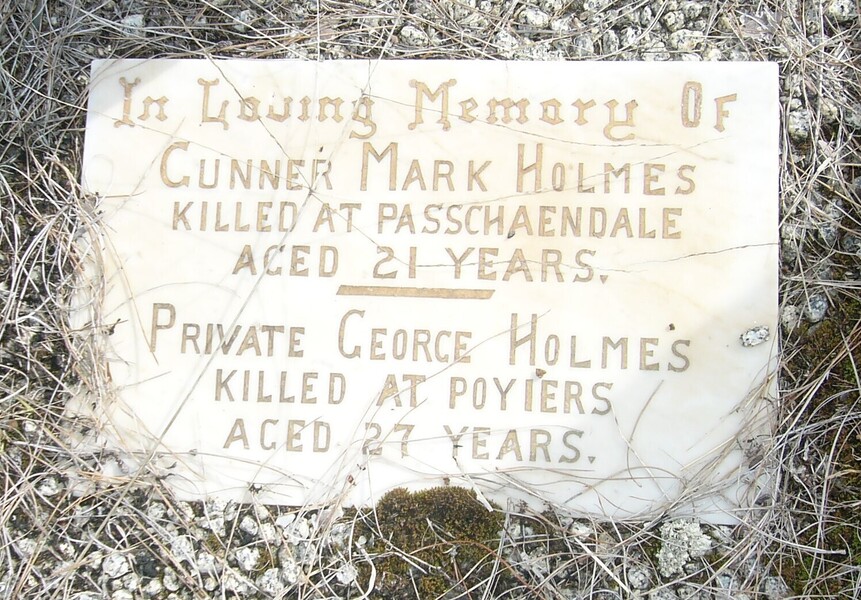 In Loving Memory Of
GUNNER MARK HOLMES
KILLED AT PASSCHAENDALE
AGED 21 YEARS.
PRIVATE GEORGE HOLMES
KILLED AT POYIERS
AGED 27 YEARS.